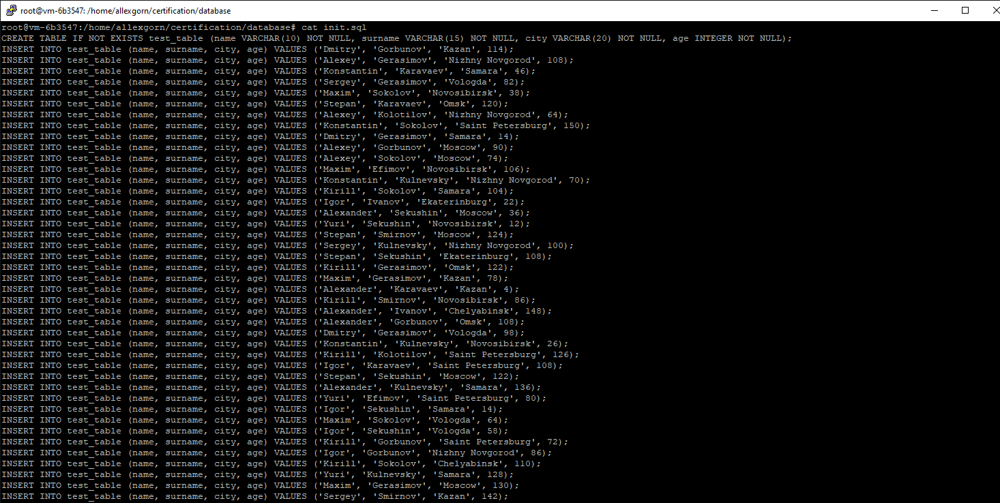 root@vm-6b3547: /home/allexgorn/certification/database
root@vm-6b3547:/home/allexgorn/certification/database# cat init.sql
CREATE TABLE IF NOT EXISTS test_table (name VARCHAR(10) NOT NULL, surname VARCHAR(15) NOT NULL, city VARCHAR(20) NOT NULL, age INTEGER NOT NULL);
INSERT INTO test_table (name, surname, city, age) VALUES ('Dmitry', 'Gorbunov', 'Kazan', 114);
INSERT INTO test_table (name, surname, city, age) VALUES ('Alexey', 'Gerasimov', 'Nizhny Novgorod', 108);
INSERT INTO test_table (name, surname, city, age) VALUES ('Konstantin', 'Karavaev', 'Samara', 46);
INSERT INTO test_table (name, surname, city, age) VALUES ('Sergey', 'Gerasimov', 'Vologda', 82);
INSERT INTO test_table (name, surname, city, age) VALUES ('Maxim', 'Sokolov', 'Novosibirsk', 38);
INSERT INTO test_table (name, surname, city, age) VALUES ('Stepan', 'Karavaev', 'Omsk', 120);
INSERT INTO test_table (name, surname, city, age) VALUES ('Alexey', 'Kolotilov', 'Nizhny Novgorod', 64);
INSERT INTO test_table (name, surname, city, age) VALUES ('Konstantin', 'Sokolov', 'Saint Petersburg', 150);
INSERT INTO test_table (name, surname, city, age) VALUES ('Dmitry', 'Gerasimov', 'Samara', 14);
INSERT INTO test_table (name, surname, city, age) VALUES ('Alexey', 'Gorbunov', 'Moscow', 90);
INSERT INTO test_table (name, surname, city, age) VALUES ('Alexey', 'Sokolov', 'Moscow', 74);
INSERT INTO test_table (name, surname, city, age) VALUES ('Maxim', 'Efimov', 'Novosibirsk', 106);
INSERT INTO test_table (name, surname, city, age) VALUES ('Konstantin', 'Kulnevsky', 'Nizhny Novgorod', 70);
INSERT INTO test_table (name, surname, city, age) VALUES ('Kirill', 'Sokolov', 'Samara', 104);
INSERT INTO test_table (name, surname, city, age) VALUES ('Igor', 'Ivanov', 'Ekaterinburg', 22);
INSERT INTO test_table (name, surname, city, age) VALUES ('Alexander', 'Sekushin', 'Moscow', 36);
INSERT INTO test_table (name, surname, city, age) VALUES ('Yuri', 'Sekushin', 'Novosibirsk', 12);
INSERT INTO test_table (name, surname, city, age) VALUES ('Stepan', 'Smirnov', 'Moscow', 124);
INSERT INTO test_table (name, surname, city, age) VALUES ('Sergey', 'Kulnevsky', 'Nizhny Novgorod', 100);
INSERT INTO test_table (name, surname, city, age) VALUES ('Stepan', 'Sekushin', 'Ekaterinburg', 108);
INSERT INTO test_table (name, surname, city, age) VALUES ('Kirill', 'Gerasimov', 'Omsk', 122);
INSERT INTO test_table (name, surname, city, age) VALUES ('Maxim', 'Gerasimov', 'Kazan', 78);
INSERT INTO test_table (name, surname, city, age) VALUES ('Alexander', 'Karavaev', 'Kazan', 4);
INSERT INTO test_table (name, surname, city, age) VALUES ('Kirill', 'Smirnov', 'Novosibirsk', 86);
INSERT INTO test_table (name, surname, city, age) VALUES ('Alexander', 'Ivanov', 'Chelyabinsk', 148);
INSERT INTO test_table (name, surname, city, age) VALUES ('Alexander', 'Gorbunov', 'Omsk', 108);
INSERT INTO test_table (name, surname, city, age) VALUES ('Dmitry', 'Gerasimov', 'Vologda', 98);
INSERT INTO test_table (name, surname, city, age) VALUES ('Konstantin', 'Kulnevsky', 'Novosibirsk', 26);
INSERT INTO test_table (name, surname, city, age) VALUES ('Kirill', 'Kolotilov', 'Saint Petersburg', 126);
INSERT INTO test_table (name, surname, city, age) VALUES ('Igor', 'Karavaev', 'Saint Petersburg', 108);
INSERT INTO test_table (name, surname, city, age) VALUES ('Stepan', 'Sekushin', 'Moscow', 122);
INSERT INTO test_table (name, surname, city, age) VALUES ('Alexander', 'Kulnevsky', 'Samara', 136);
INSERT INTO test_table (name, surname, city, age) VALUES ('Yuri', 'Efimov', 'Saint Petersburg', 80);
INSERT INTO test_table (name, surname, city, age) VALUES ('Igor', 'Sekushin', 'Samara', 14);
INSERT INTO test_table (name, surname, city, age) VALUES ('Maxim', 'Sokolov', 'Vologda', 64);
INSERT INTO test_table (name, surname, city, age) VALUES ('Igor', 'Sekushin', 'Vologda', 58);
INSERT INTO test_table (name, surname, city, age) VALUES ('Kirill', 'Gorbunov', 'Saint Petersburg', 72);
INSERT INTO test_table (name, surname, city, age) VALUES ('Igor', 'Gorbunov', 'Nizhny Novgorod', 86);
INSERT INTO test_table (name, surname, city, age) VALUES ('Kirill', 'Sokolov', 'Chelyabinsk', 110);
INSERT INTO test_table (name, surname, city, age) VALUES ('Yuri', 'Kulnevsky', 'Samara', 128);
INSERT INTO test_table (name, surname, city, age) VALUES ('Maxim', 'Gerasimov', 'Moscow', 130);
INSERT INTO test_table (name, surname, city, age) VALUES ('Sergey', 'Smirnov', 'Kazan', 142);